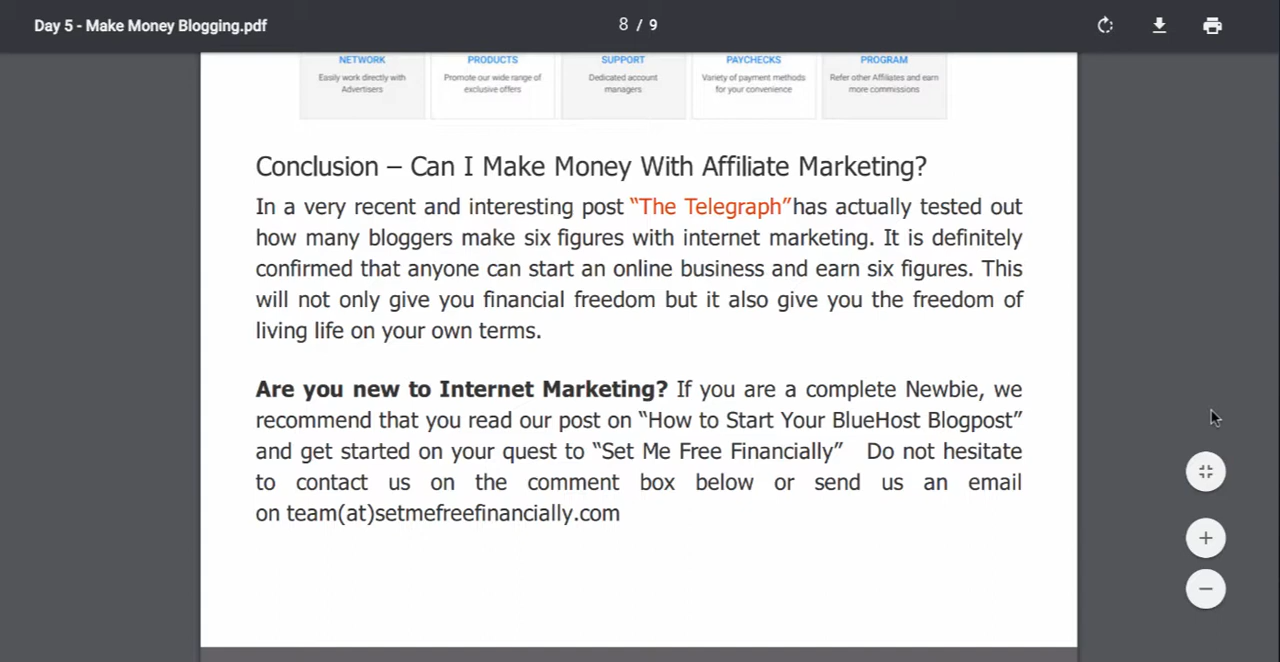 Day 5 - Make Money Blogging.pdf
8 / 9
NETWORK
Easily work directly with
Advertisers
PRODUCTS
Promote our wide range of
exclusive offers
SUPPORT
Dedicated account
managers
PAYCHECKS
Variety of payment methods
for your convenience
PROGRAM
Refer other Affiliates and earn
more commissions
Conclusion – Can I Make Money With Affiliate Marketing?
In a very recent and interesting post “The Telegraph”has actually tested out
how many bloggers make six figures with internet marketing. It is definitely
confirmed that anyone can start an online business and earn six figures. This
will not only give you financial freedom but it also give you the freedom of
living life on your own terms.
Are you new to Internet Marketing? If you are a complete Newbie, we
recommend that you read our post on “How to Start Your BlueHost Blogpost”
and get started on your quest to “Set Me Free Financially” Do not hesitate
to contact us on the comment box below or send us an email
on team(at)setmefreefinancially.com